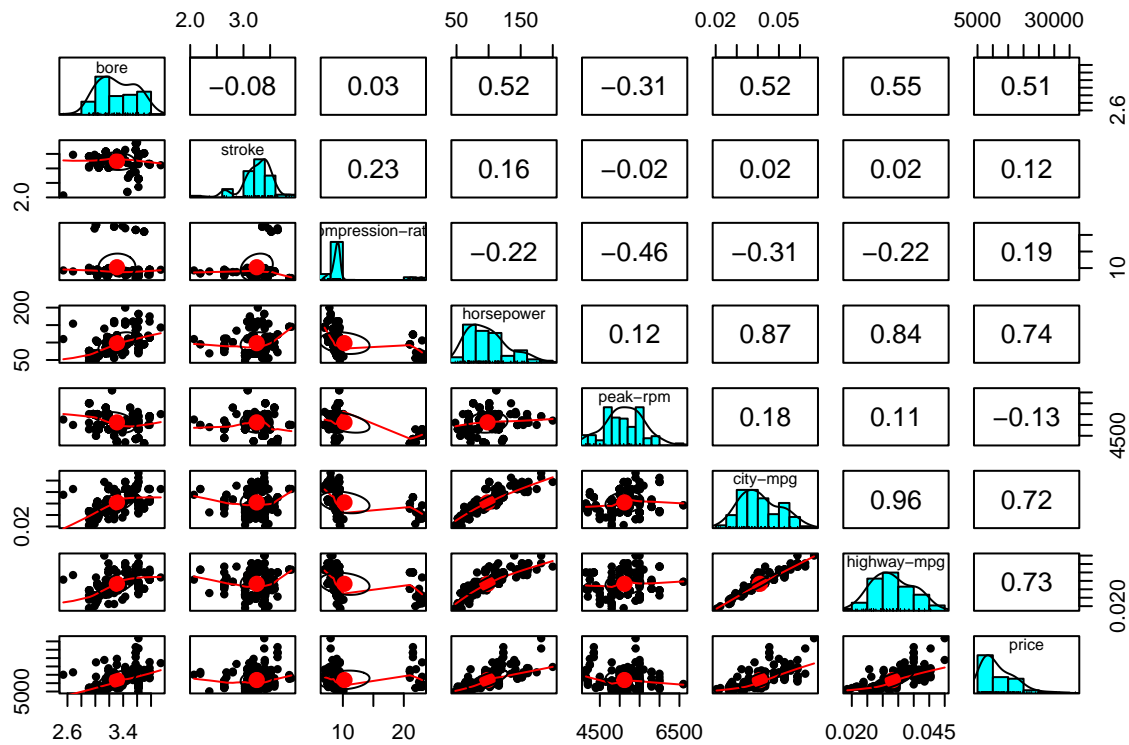 2.0 3.0 50 150 0.02 0.05 5000 30000
bore
−0.08 0.03 0.52 −0.31 0.52 0.55 0.51
2.6
stroke
0.23 0.16 −0.02 0.02 0.02 0.12
2.0
ompression−rat
−0.22 −0.46 −0.31 −0.22 0.19
10
horsepower
0.12 0.87 0.84 0.74
50 200
peak−rpm
0.18 0.11 −0.13
4500
city−mpg
0.96 0.72
0.02
highway−mpg
0.73
0.020
price
5000
2.6 3.4 10 20 4500 6500 0.020 0.045